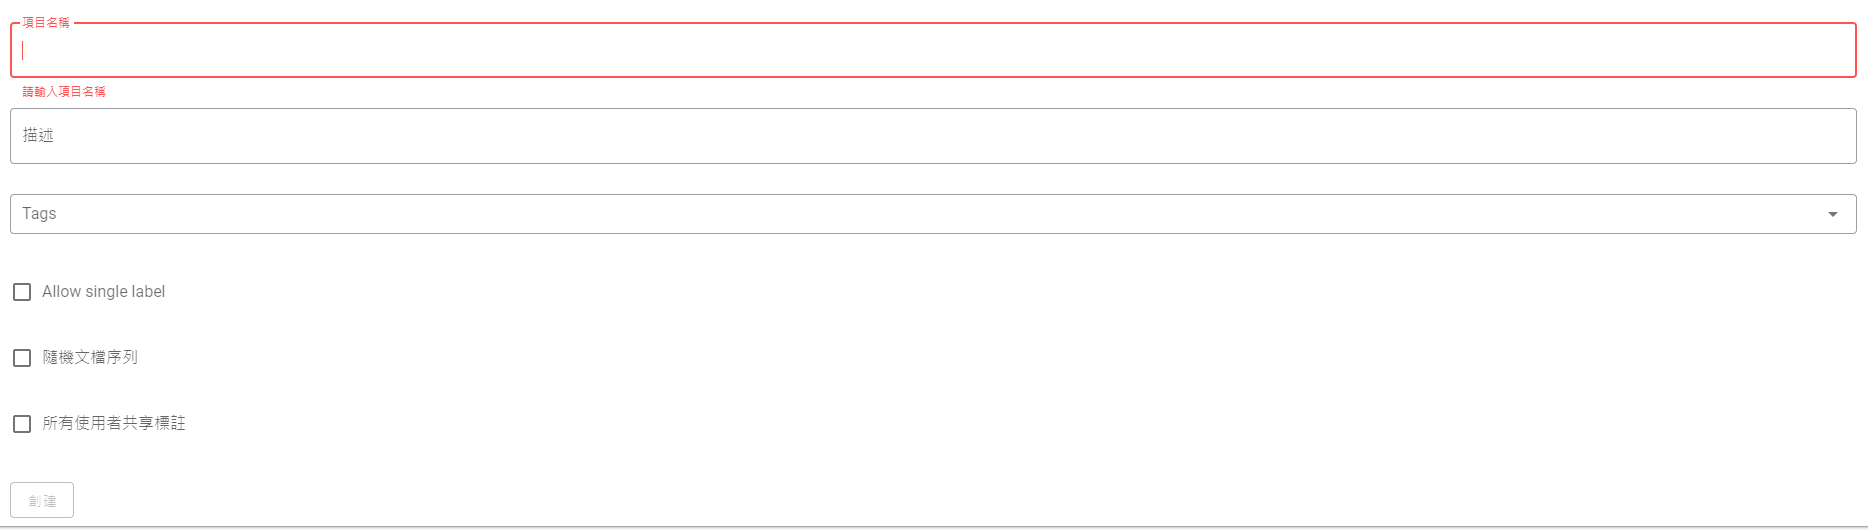 項目名稱
請輸入項目名稱
描述
Tags
Allow single label
隨機文檔序列
所有使用者共享標註
創建